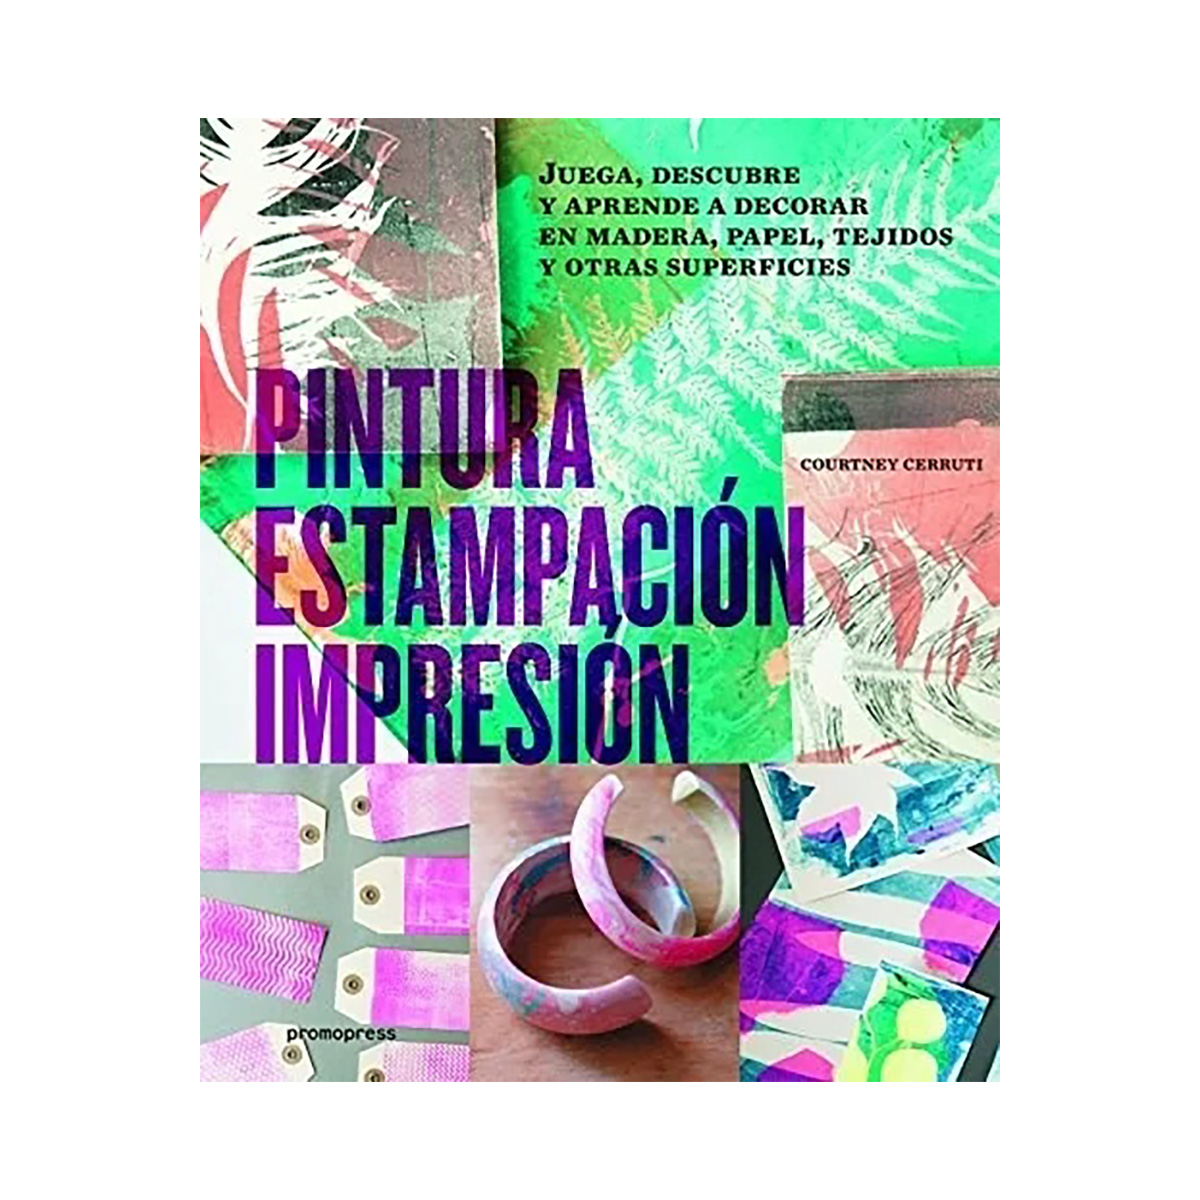 JUEGA, DESCUBRE
Y APRENDE A DECORAR
EN MADERA, PAPEL, TEJIDOS
Y OTRAS SUPERFICIES
PINTURA
COURTNEY CERRUTI
ESTAMPACIÓN
IMPRESIÓN
promopress